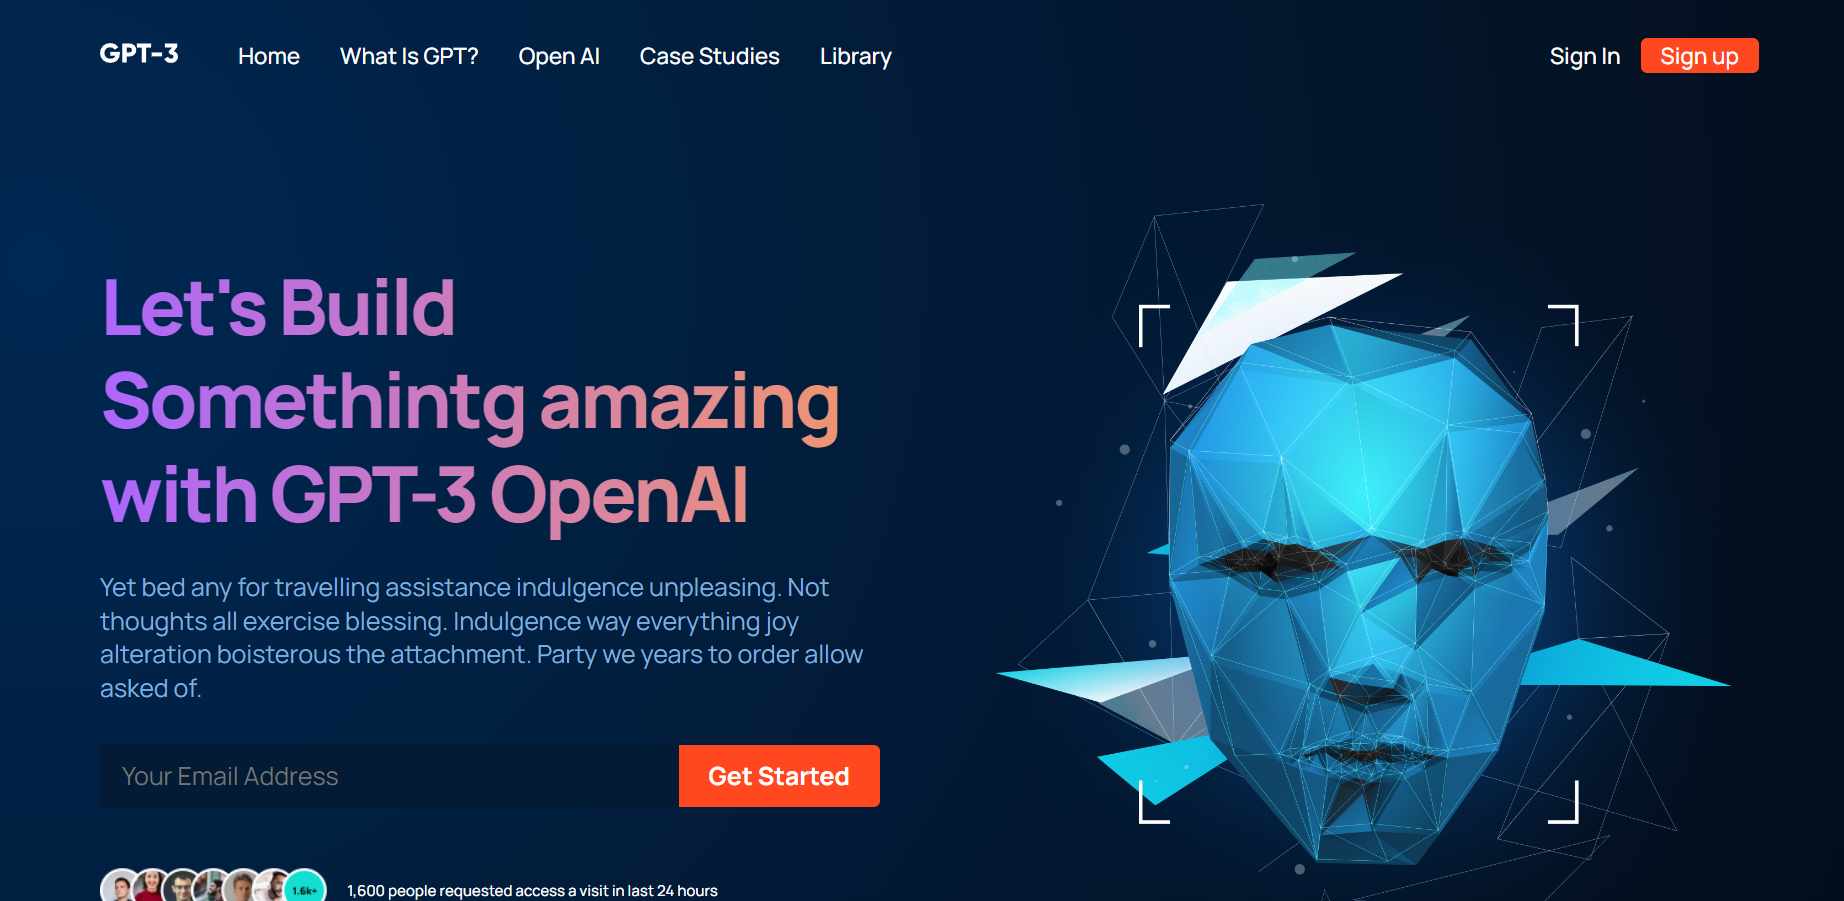 GPT-3 Home What Is GPT? Open AI Case Studies Library Sign In Sign up
Let's Build
Somethintg amazing
with GPT-3 OpenAI
Yet bed any for travelling assistance indulgence unpleasing. Not
thoughts all exercise blessing. Indulgence way everything joy
alteration boisterous the attachment. Party we years to order allow
asked of.
Your Email Address Get Started
1.6k+ 1,600 people requested access a visit in last 24 hours